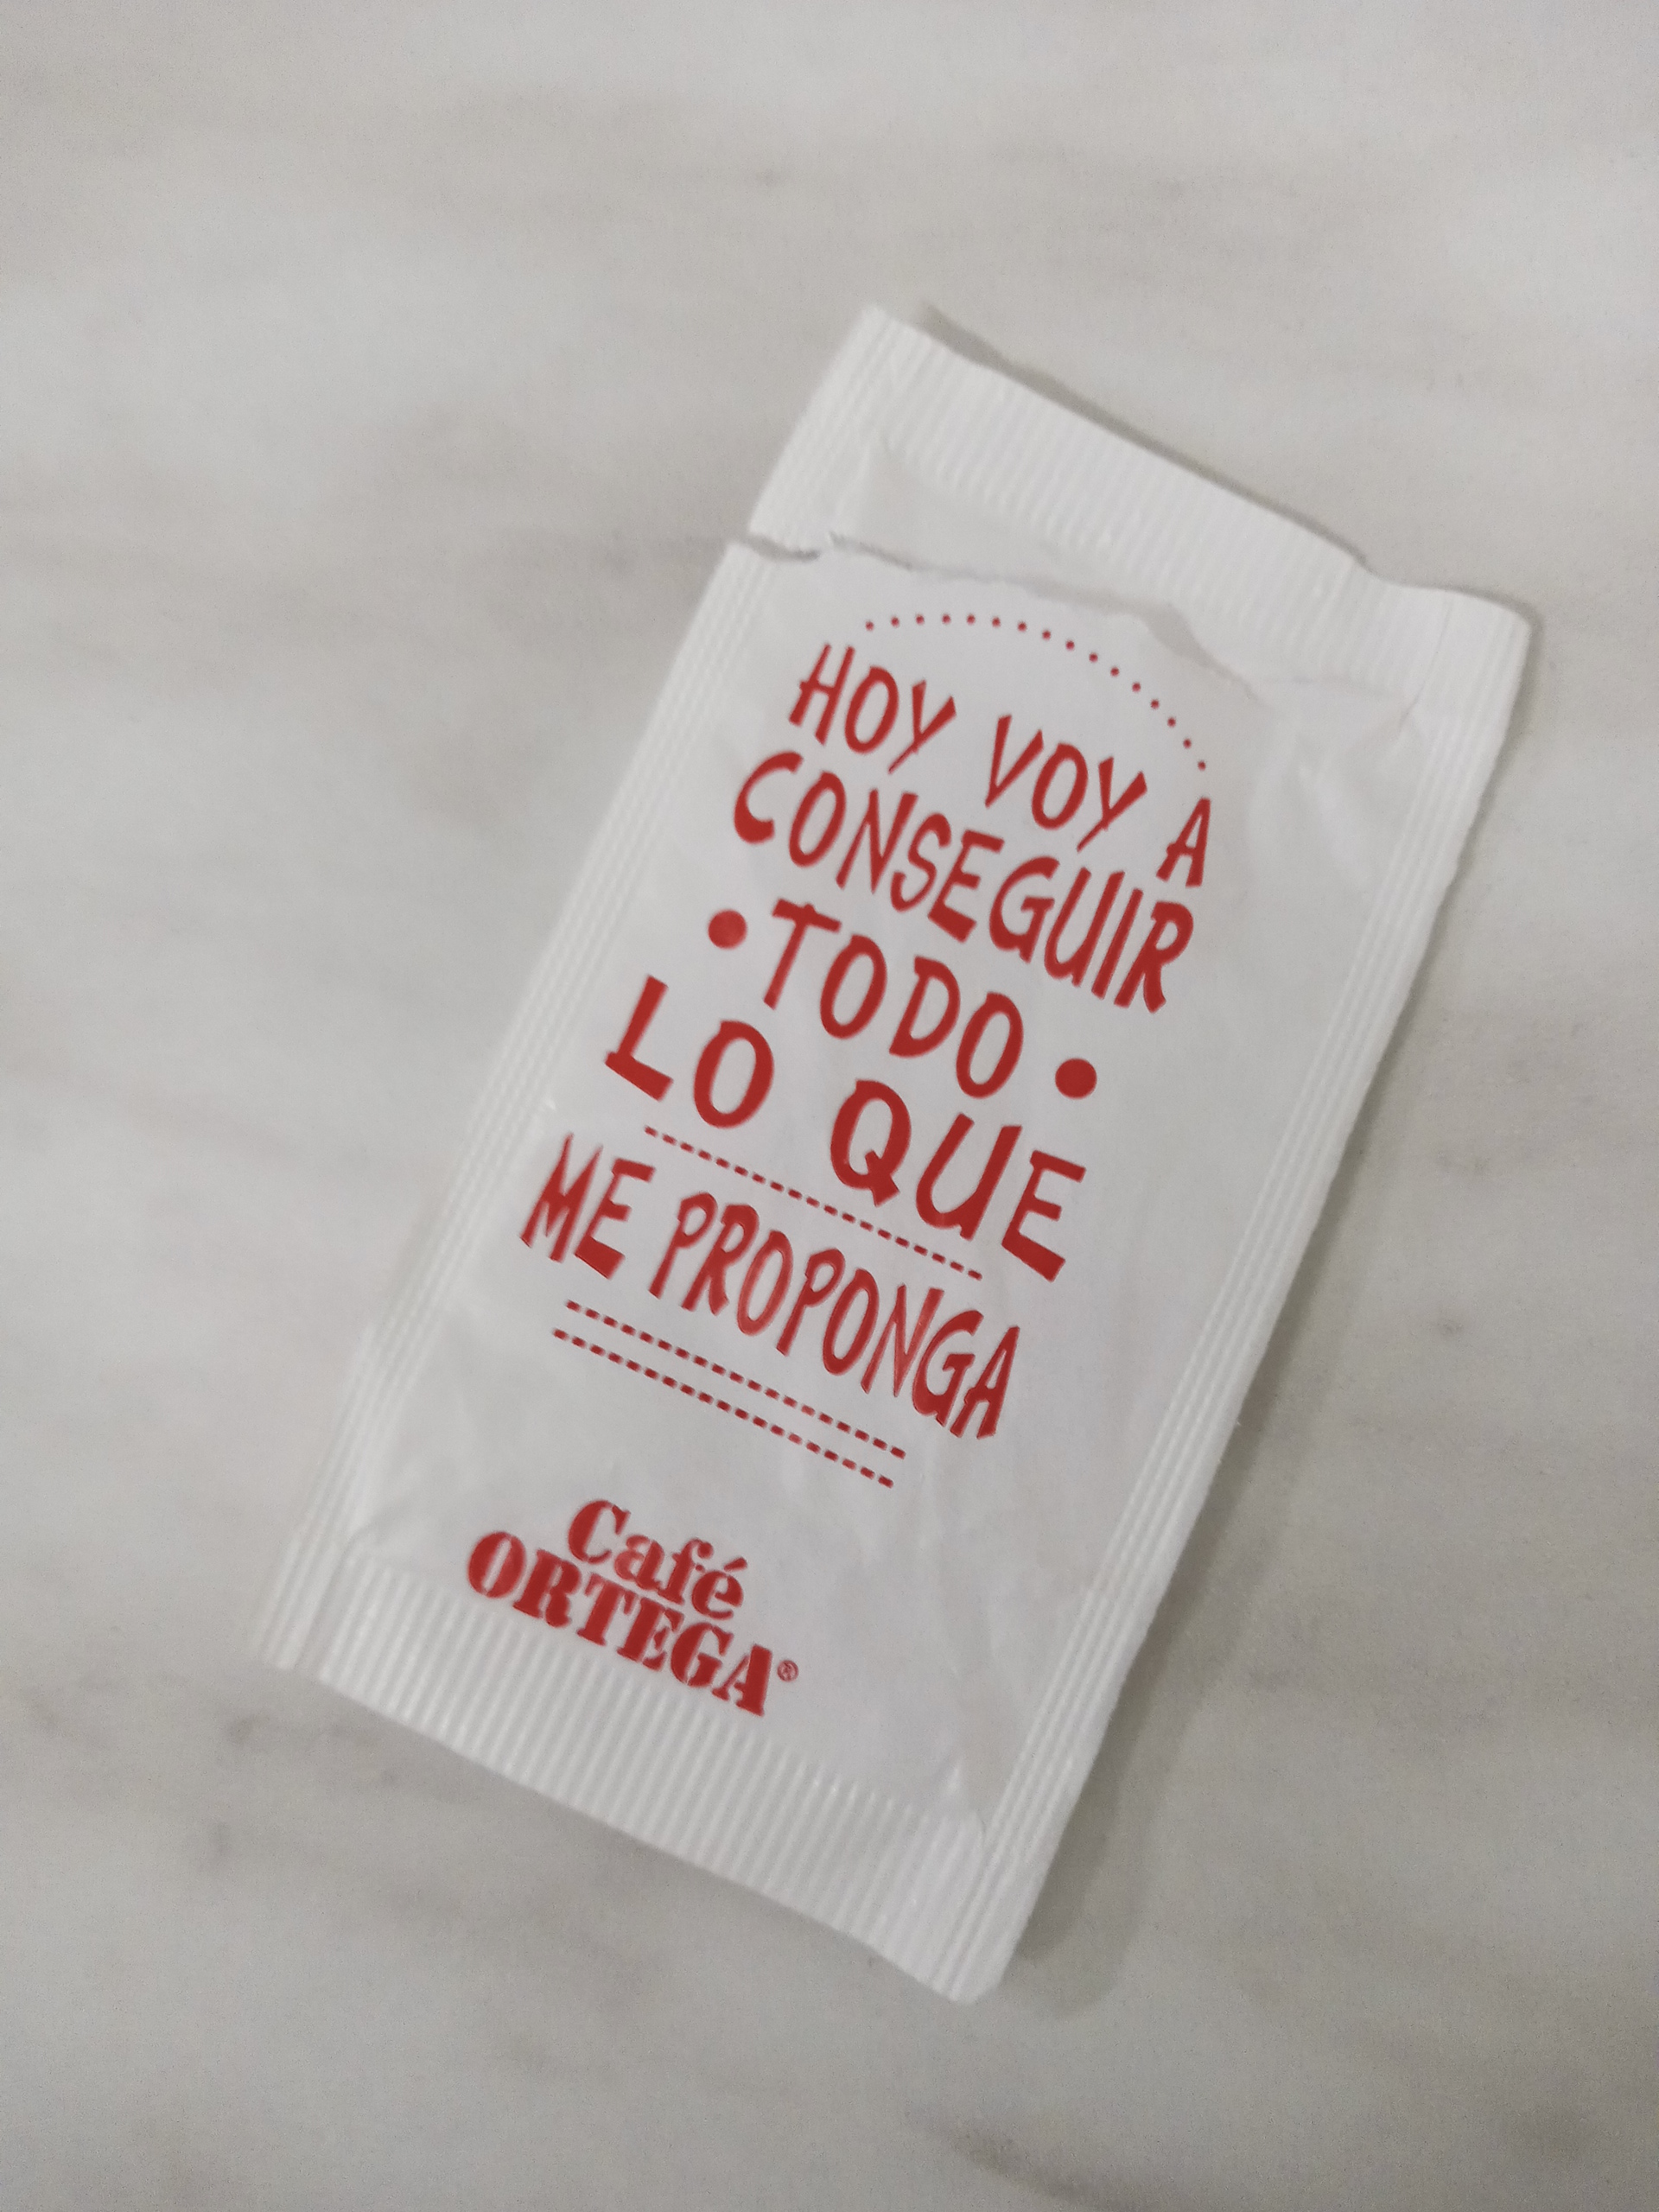 HOY VOY A
CONSEGUIR
•TODO•
LO QUE
ME PROPONGA
Café
ORTEGA®